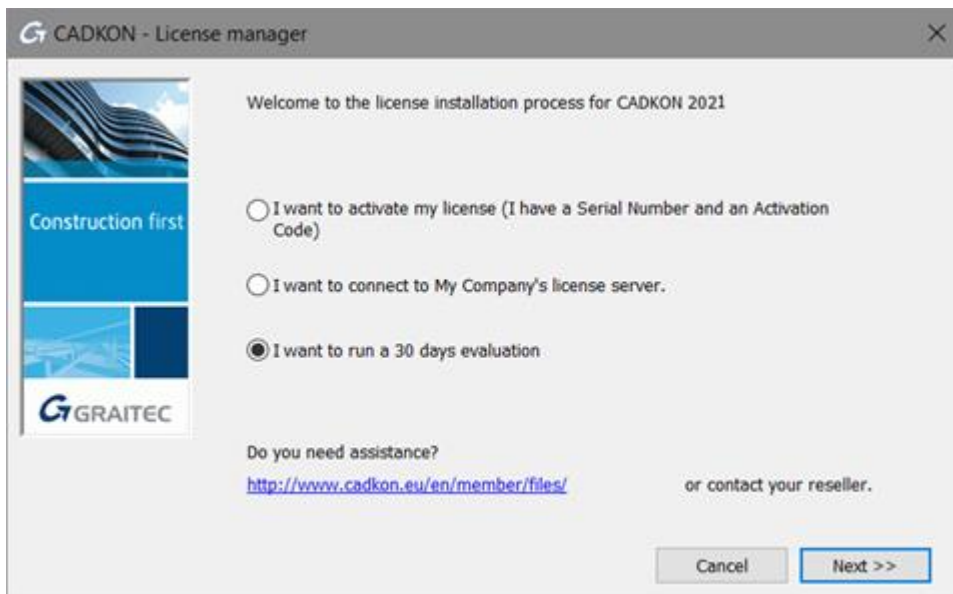 CADKON - License manager
Welcome to the license installation process for CADKON 2021
Construction first
I want to activate my license (I have a Serial Number and an Activation
Code)
I want to connect to My Company's license server.
I want to run a 30 days evaluation
GRAITEC
Do you need assistance?
http://www.cadkon.eu/en/member/files/ or contact your reseller.
Cancel Next >>